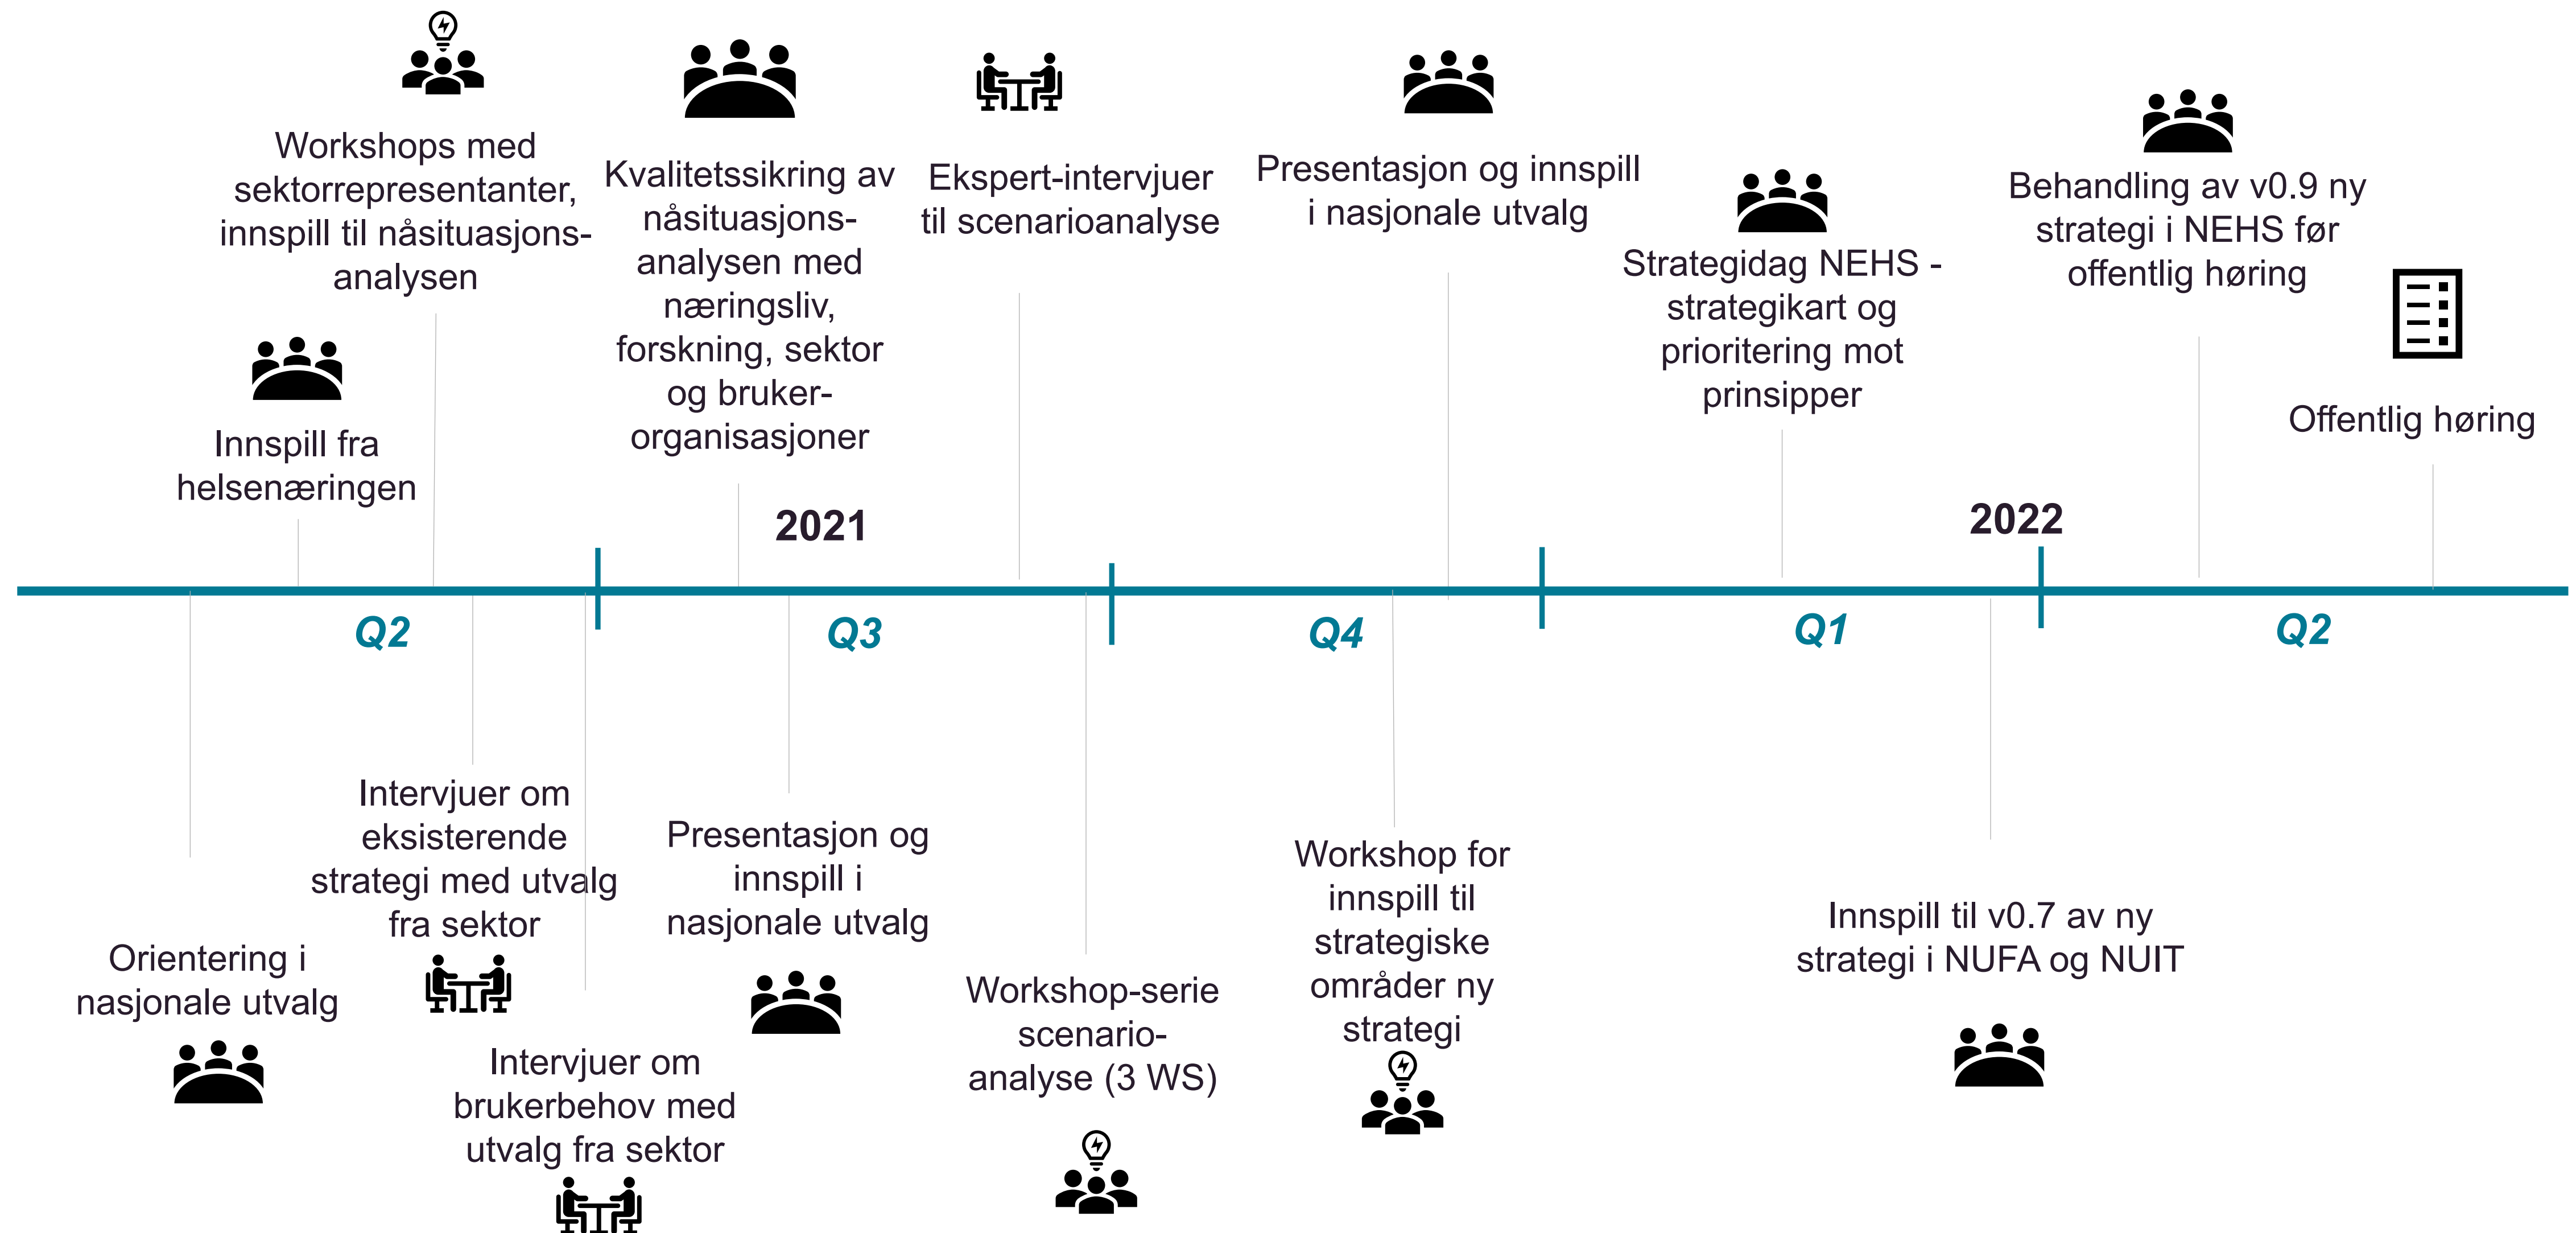 Workshops med
sektorrepresentanter,
innspill til nåsituasjons-
analysen
Kvalitetssikring av
nåsituasjons-
analysen med
næringsliv,
forskning, sektor
og bruker-
organisasjoner
Ekspert-intervjuer
til scenarioanalyse
Presentasjon og innspill
i nasjonale utvalg
Strategidag NEHS -
strategikart og
prioritering mot
prinsipper
Behandling av v0.9 ny
strategi i NEHS før
offentlig høring
Offentlig høring
Innspill fra
helsenæringen
2021
2022
Q2
Q3
Q4
Q1
Q2
Orientering i
nasjonale utvalg
Intervjuer om
eksisterende
strategi med utvalg
fra sektor
Intervjuer om
brukerbehov med
utvalg fra sektor
Presentasjon og
innspill i
nasjonale utvalg
Workshop-serie
scenario-
analyse (3 WS)
Workshop for
innspill til
strategiske
områder ny
strategi
Innspill til v0.7 av ny
strategi i NUFA og NUIT